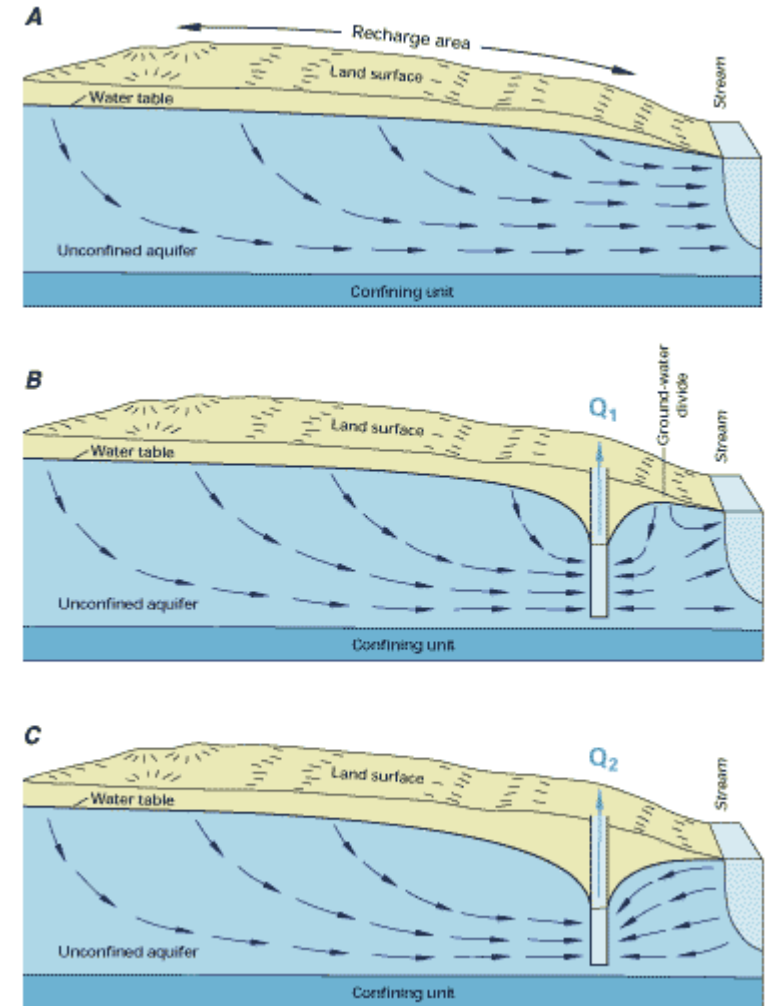 A
Recharge area
Land surface
Stream
Water table
Unconfined aquifer
Confining unit
B
Q1
Ground-water
divide
Stream
Land surface
Water table
Unconfined aquifer
Confining unit
C
Q2
Stream
Land surface
Water table
Unconfined aquifer
Confining unit